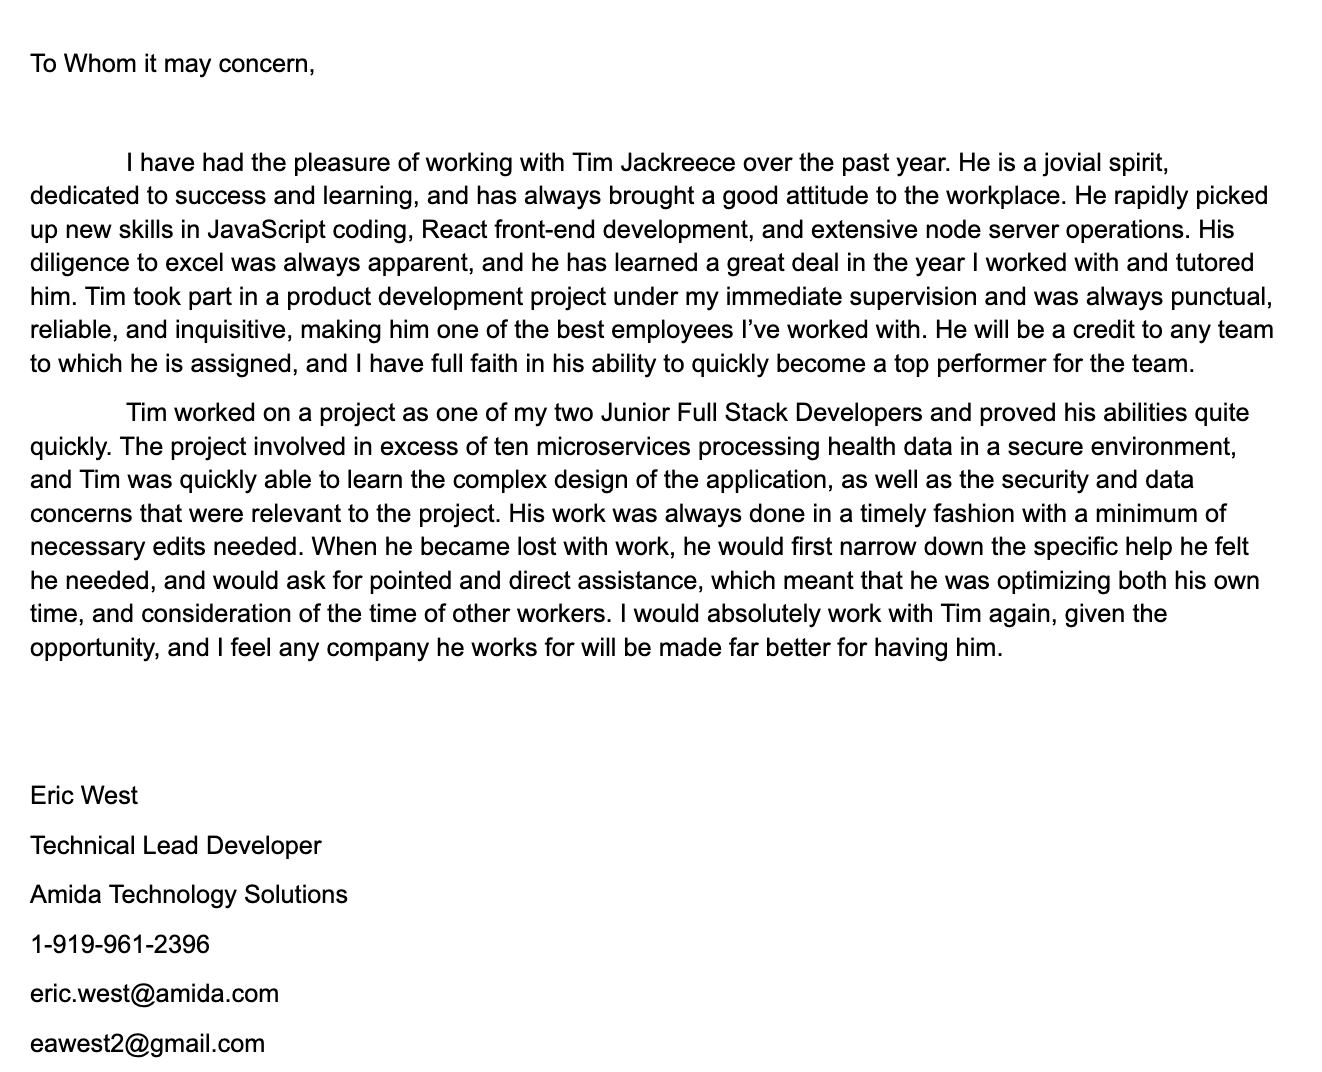 To Whom it may concern,
I have had the pleasure of working with Tim Jackreece over the past year. He is a jovial spirit,
dedicated to success and learning, and has always brought a good attitude to the workplace. He rapidly picked
up new skills in JavaScript coding, React front-end development, and extensive node server operations. His
diligence to excel was always apparent, and he has learned a great deal in the year I worked with and tutored
him. Tim took part in a product development project under my immediate supervision and was always punctual,
reliable, and inquisitive, making him one of the best employees I’ve worked with. He will be a credit to any team
to which he is assigned, and I have full faith in his ability to quickly become a top performer for the team.
Tim worked on a project as one of my two Junior Full Stack Developers and proved his abilities quite
quickly. The project involved in excess of ten microservices processing health data in a secure environment,
and Tim was quickly able to learn the complex design of the application, as well as the security and data
concerns that were relevant to the project. His work was always done in a timely fashion with a minimum of
necessary edits needed. When he became lost with work, he would first narrow down the specific help he felt
he needed, and would ask for pointed and direct assistance, which meant that he was optimizing both his own
time, and consideration of the time of other workers. I would absolutely work with Tim again, given the
opportunity, and I feel any company he works for will be made far better for having him.
Eric West
Technical Lead Developer
Amida Technology Solutions
1-919-961-2396
eric.west@amida.com
eawest2@gmail.com